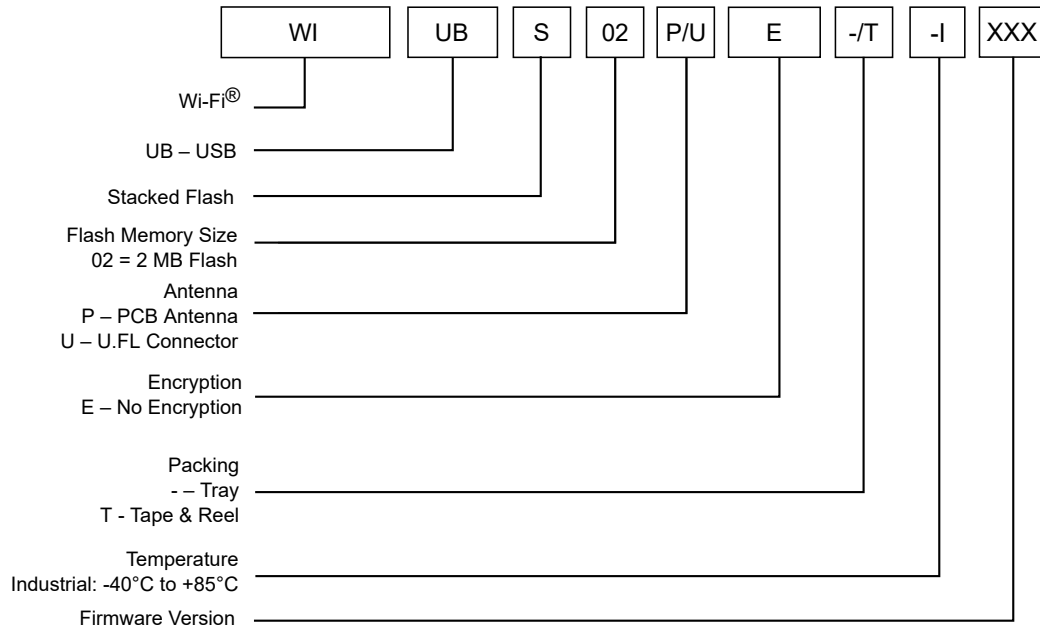 WI UB S 02 P/U E -/T -I XXX
Wi-Fi®
UB – USB
Stacked Flash
Flash Memory Size
02 = 2 MB Flash
Antenna
P – PCB Antenna
U – U.FL Connector
Encryption
E – No Encryption
Packing
- – Tray
T - Tape & Reel
Temperature
Industrial: -40°C to +85°C
Firmware Version